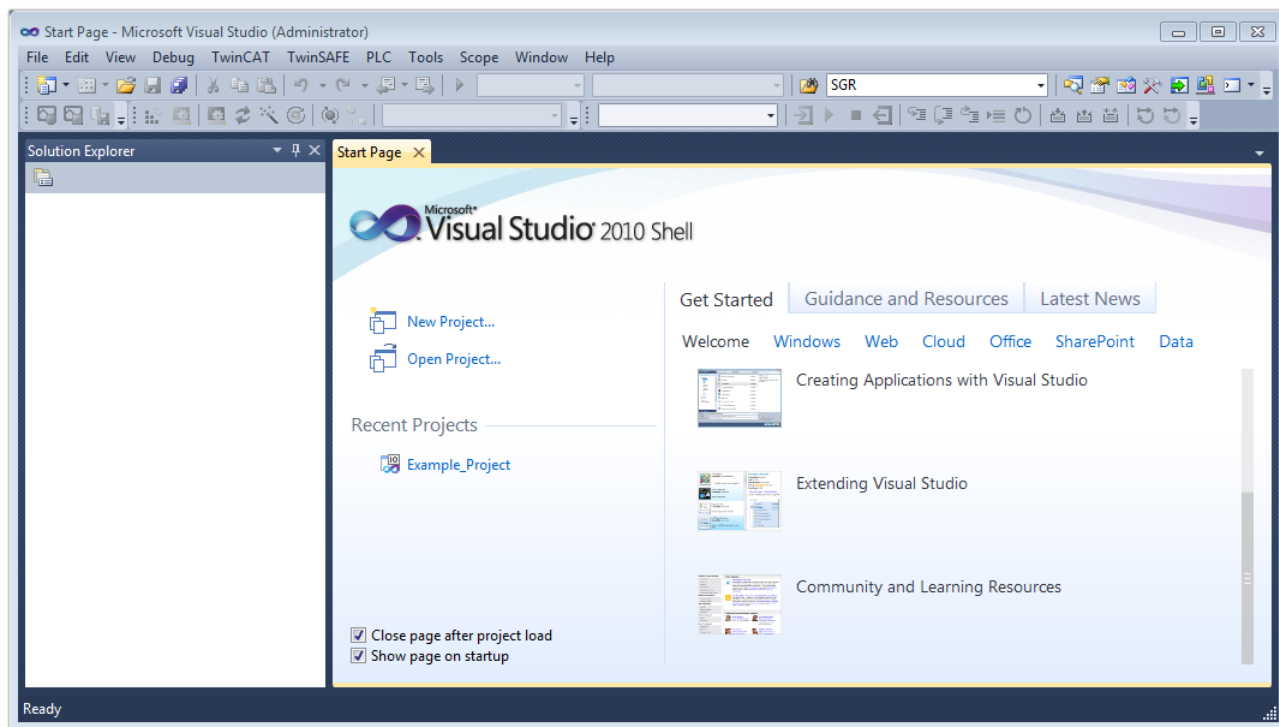 Start Page - Microsoft Visual Studio (Administrator)
File Edit View Debug TwinCAT TwinSAFE PLC Tools Scope Window Help
SGR
Solution Explorer
Start Page
Microsoft®
Visual Studio® 2010 Shell
New Project...
Open Project...
Recent Projects
Example_Project
Close page after project load
Show page on startup
Get Started Guidance and Resources Latest News
Welcome Windows Web Cloud Office SharePoint Data
Creating Applications with Visual Studio
Extending Visual Studio
Community and Learning Resources
Ready